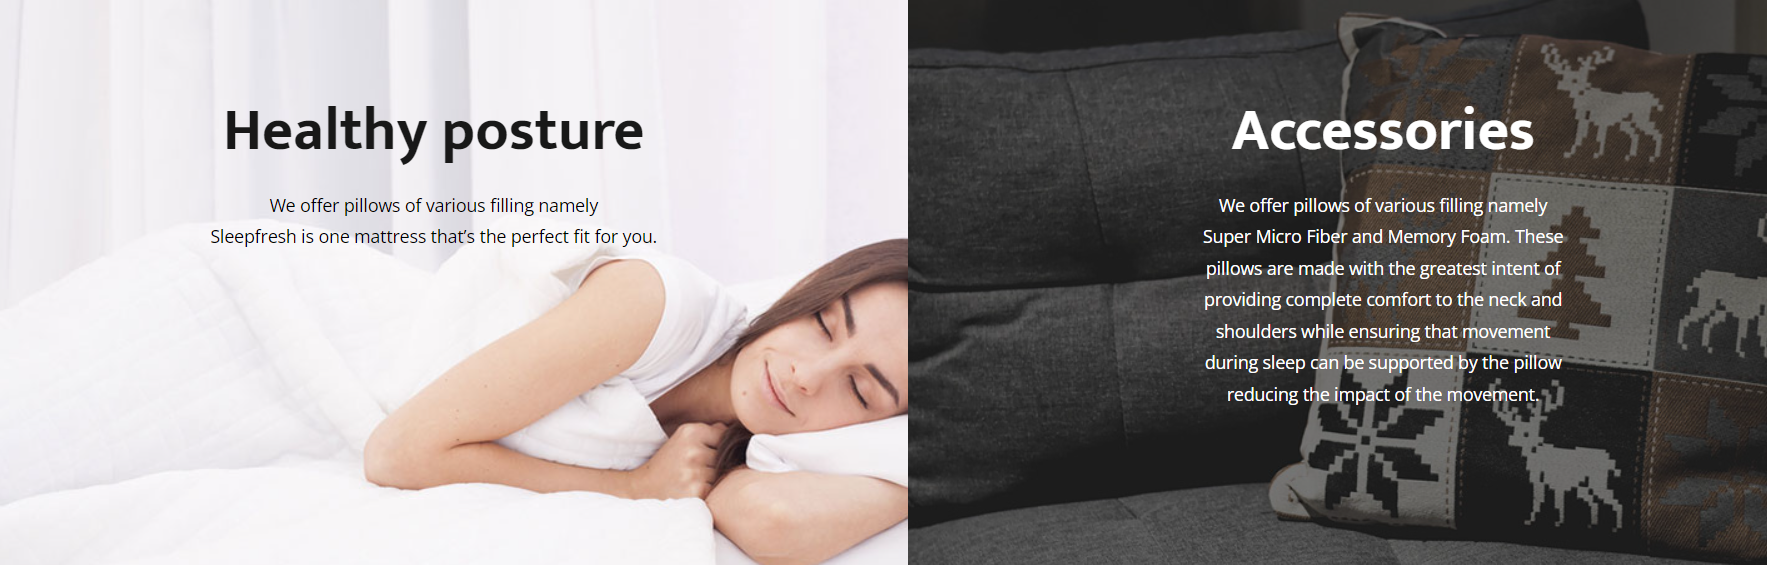 Healthy posture
We offer pillows of various filling namely
Sleepfresh is one mattress that’s the perfect fit for you.
Accessories
We offer pillows of various filling namely
Super Micro Fiber and Memory Foam. These
pillows are made with the greatest intent of
providing complete comfort to the neck and
shoulders while ensuring that movement
during sleep can be supported by the pillow
reducing the impact of the movement.